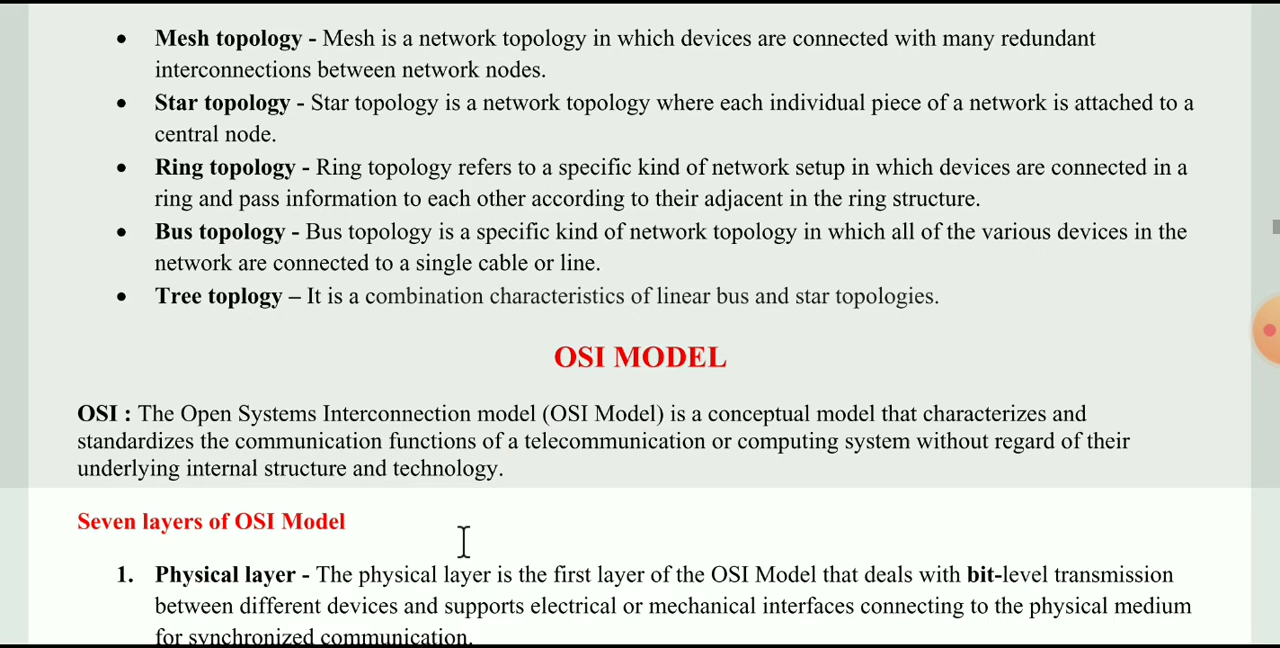 • Mesh topology - Mesh is a network topology in which devices are connected with many redundant
interconnections between network nodes.
• Star topology - Star topology is a network topology where each individual piece of a network is attached to a
central node.
• Ring topology - Ring topology refers to a specific kind of network setup in which devices are connected in a
ring and pass information to each other according to their adjacent in the ring structure.
• Bus topology - Bus topology is a specific kind of network topology in which all of the various devices in the
network are connected to a single cable or line.
• Tree toplogy – It is a combination characteristics of linear bus and star topologies.
OSI MODEL
OSI : The Open Systems Interconnection model (OSI Model) is a conceptual model that characterizes and
standardizes the communication functions of a telecommunication or computing system without regard of their
underlying internal structure and technology.
Seven layers of OSI Model
1. Physical layer - The physical layer is the first layer of the OSI Model that deals with bit-level transmission
between different devices and supports electrical or mechanical interfaces connecting to the physical medium
for synchronized communication.